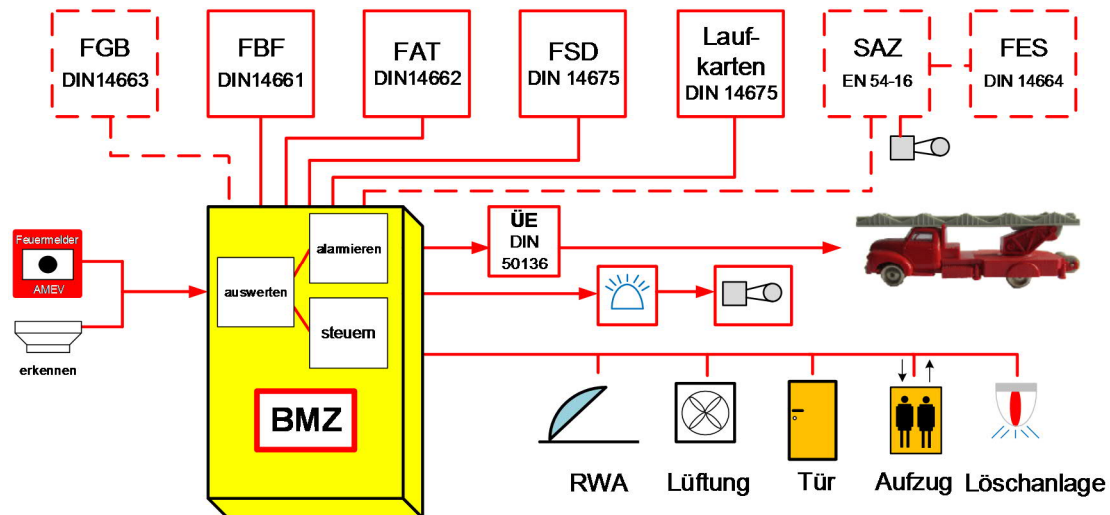 FGB
DIN14663
FBF
DIN14661
FAT
DIN14662
FSD
DIN 14675
Lauf-
karten
DIN 14675
SAZ
EN 54-16
FES
DIN 14664
Feuermelder
AMEV
erkennen
auswerten
alarmieren
steuern
BMZ
ÜE
DIN
50136
RWA
Lüftung
Tür
Aufzug
Löschanlage